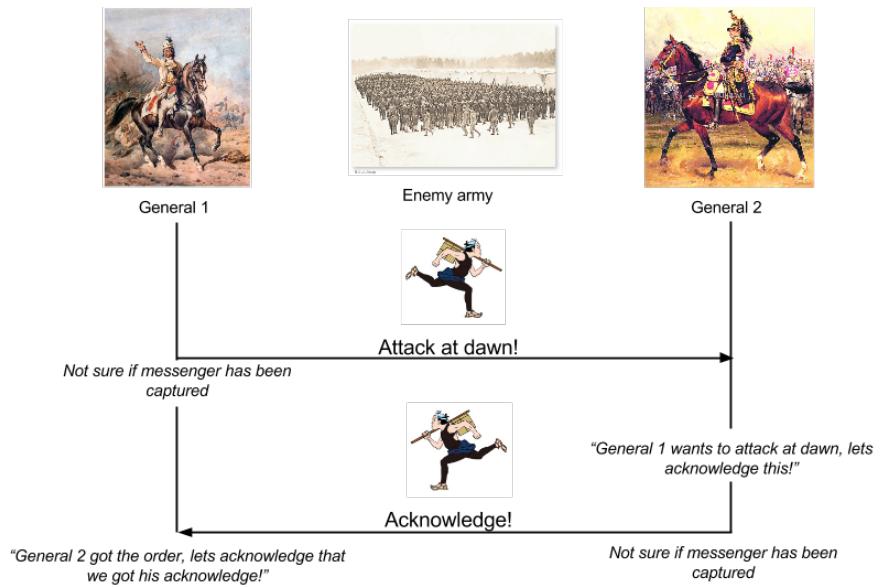 Enemy army
General 1
General 2
Attack at dawn!
Not sure if messenger has been
captured
“General 1 wants to attack at dawn, lets
acknowledge this!”
Acknowledge!
“General 2 got the order, lets acknowledge that
we got his acknowledge!”
Not sure if messenger has been
captured